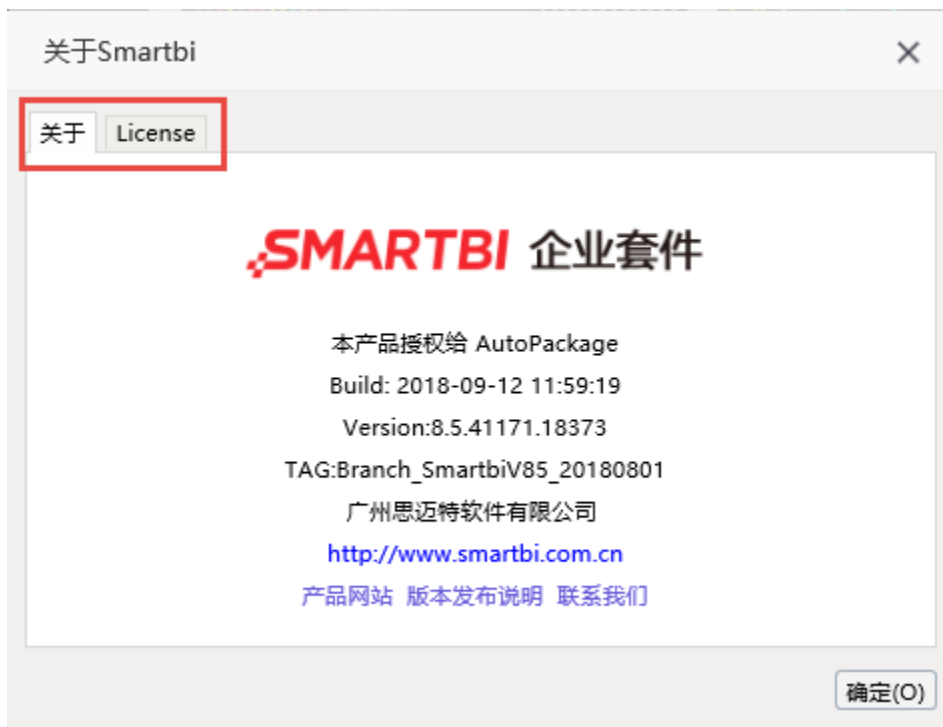 关于Smartbi
关于 License
SMARTBI 企业套件
本产品授权给 AutoPackage
Build: 2018-09-12 11:59:19
Version:8.5.41171.18373
TAG:Branch_SmartbiV85_20180801
广州思迈特软件有限公司
http://www.smartbi.com.cn
产品网站 版本发布说明 联系我们
确定(O)